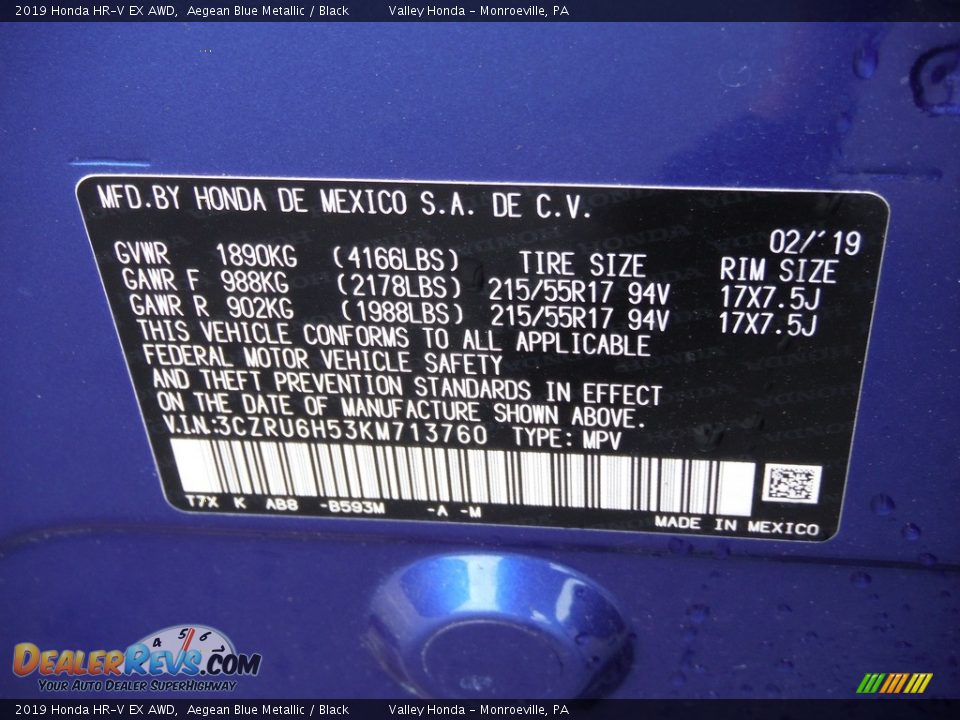 2019 Honda HR-V EX AWD, Aegean Blue Metallic / Black Valley Honda - Monroeville, PA
MFD.BY HONDA DE MEXICO S.A. DE C.V.
02/'19
GVWR 1890KG (4166LBS) TIRE SIZE RIM SIZE
GAWR F 988KG (2178LBS) 215/55R17 94V 17X7.5J
GAWR R 902KG (1988LBS) 215/55R17 94V 17X7.5J
THIS VEHICLE CONFORMS TO ALL APPLICABLE
FEDERAL MOTOR VEHICLE SAFETY
AND THEFT PREVENTION STANDARDS IN EFFECT
ON THE DATE OF MANUFACTURE SHOWN ABOVE.
V.I.N.:3CZRU6H53KM713760 TYPE: MPV
T7X K AB8 -B593M -A -M
MADE IN MEXICO
4 5 6
DEALERREVS.COM
YOUR AUTO DEALER SUPERHIGHWAY
2019 Honda HR-V EX AWD, Aegean Blue Metallic / Black Valley Honda - Monroeville, PA